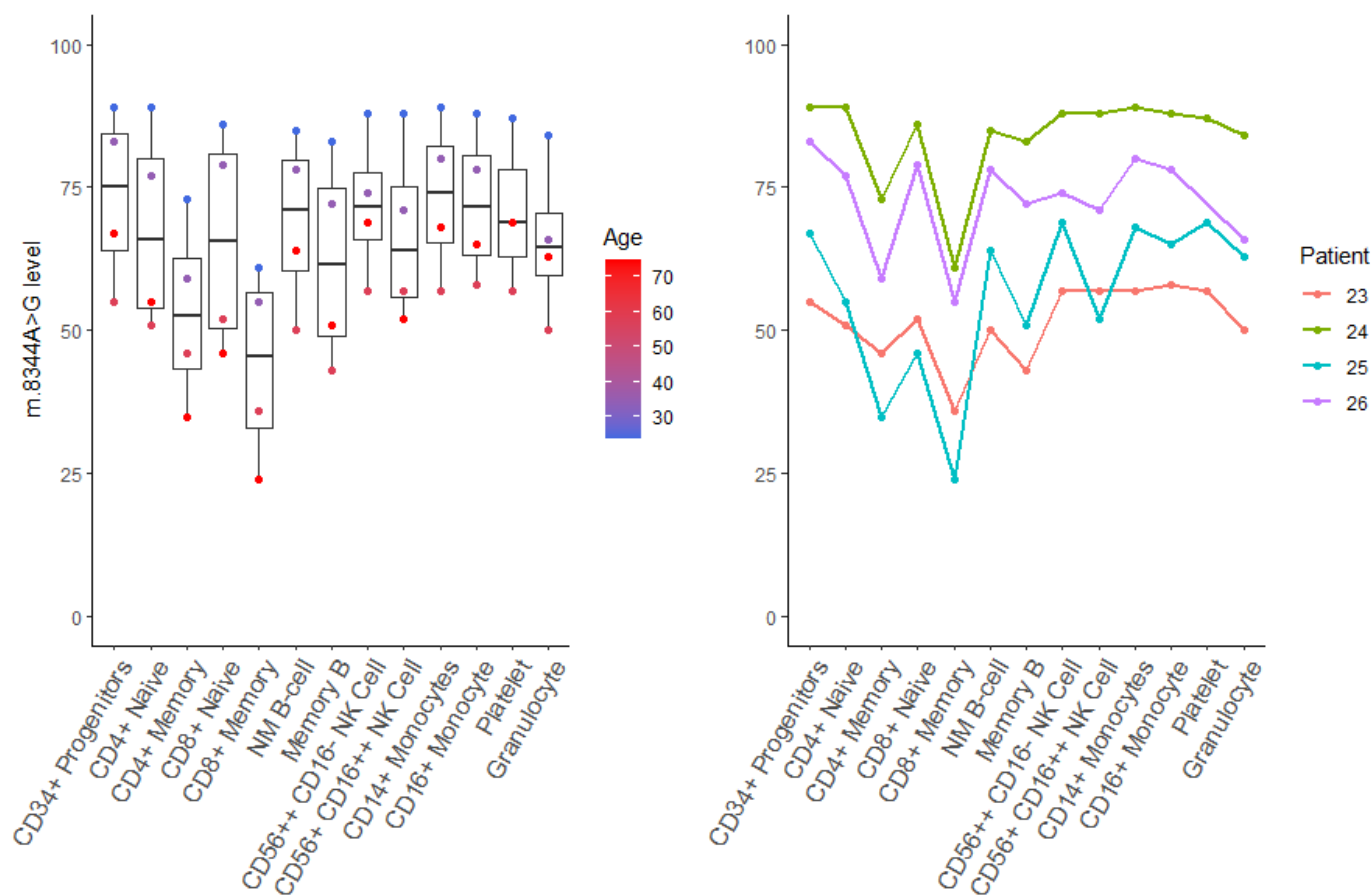 100
75
50
25
0
m.8344A>G level
CD34+ Progenitors
CD4+ Naive
CD4+ Memory
CD8+ Naive
CD8+ Memory
NM B-cell
Memory B
CD56++ CD16- NK Cell
CD56+ CD16++ NK Cell
CD14+ Monocytes
CD16+ Monocyte
Platelet
Granulocyte
Age
70
60
50
40
30
100
75
50
25
0
CD34+ Progenitors
CD4+ Naive
CD4+ Memory
CD8+ Naive
CD8+ Memory
NM B-cell
Memory B
CD56++ CD16- NK Cell
CD56+ CD16++ NK Cell
CD14+ Monocytes
CD16+ Monocyte
Platelet
Granulocyte
Patient
23
24
25
26